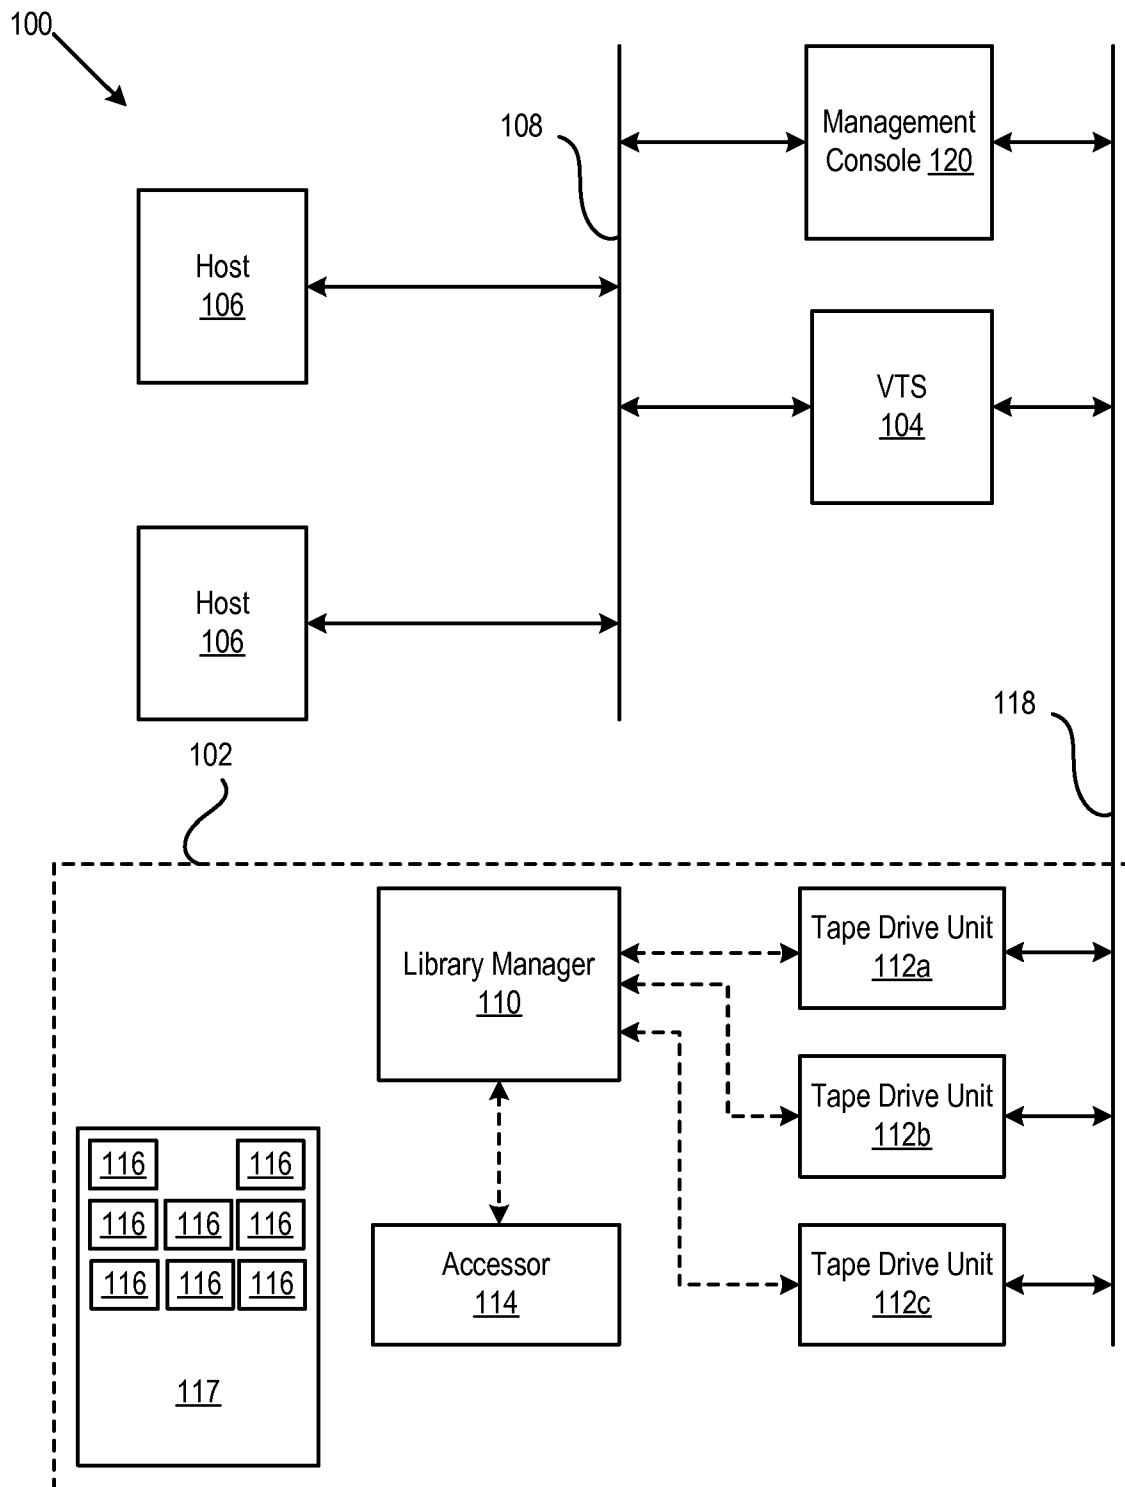 100
108
Management
Console 120
Host
106
VTS
104
Host
106
118
102
Library Manager
110
Tape Drive Unit
112a
Tape Drive Unit
112b
116 116
116 116 116
116 116 116
117
Accessor
114
Tape Drive Unit
112c